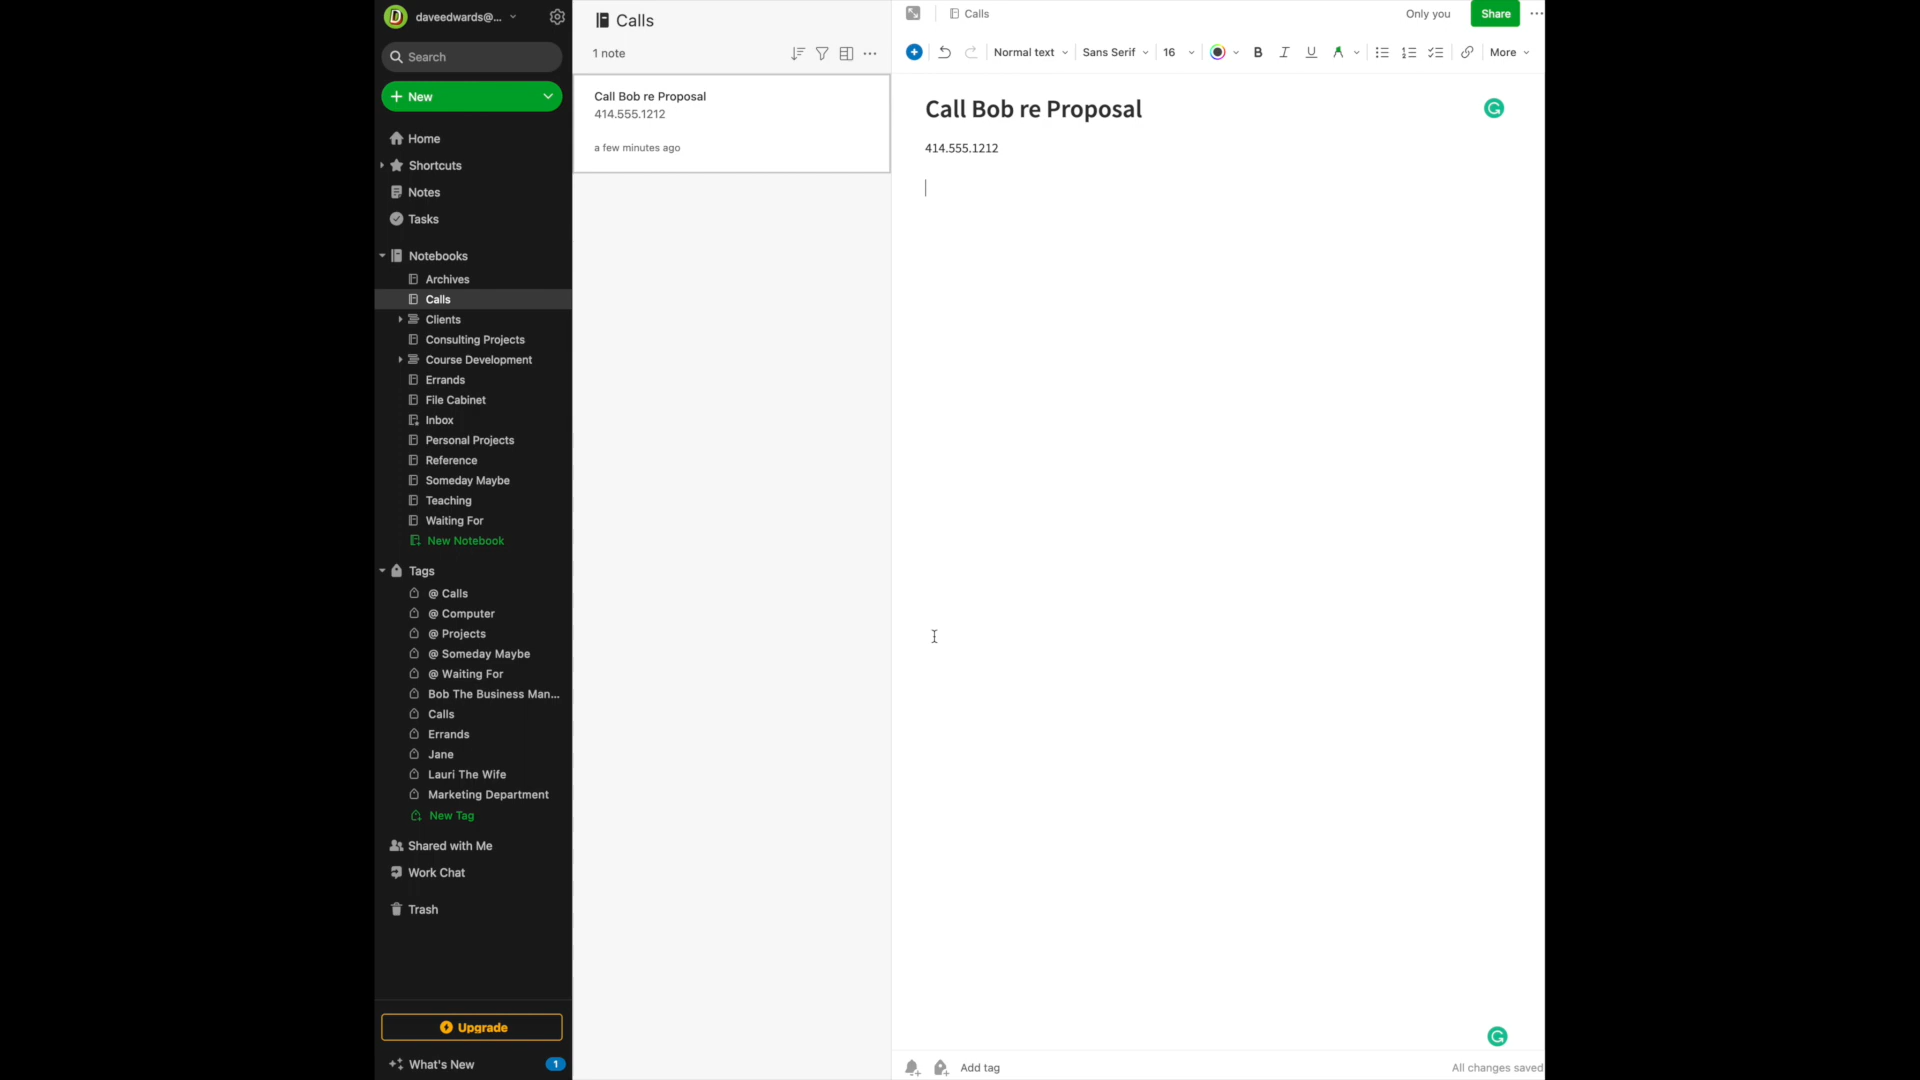 daveedwards@...
Search
New
Home
Shortcuts
Notes
Tasks
Notebooks
Archives
Calls
Clients
Consulting Projects
Course Development
Errands
File Cabinet
Inbox
Personal Projects
Reference
Someday Maybe
Teaching
Waiting For
New Notebook
Tags
@ Calls
@ Computer
@ Projects
@ Someday Maybe
@ Waiting For
Bob The Business Man...
Calls
Errands
Jane
Lauri The Wife
Marketing Department
New Tag
Shared with Me
Work Chat
Trash
Upgrade
What's New 1
Calls
1 note
Call Bob re Proposal
414.555.1212
a few minutes ago
Calls Only you Share
Normal text Sans Serif 16 B I U More
Call Bob re Proposal
414.555.1212
Add tag All changes saved